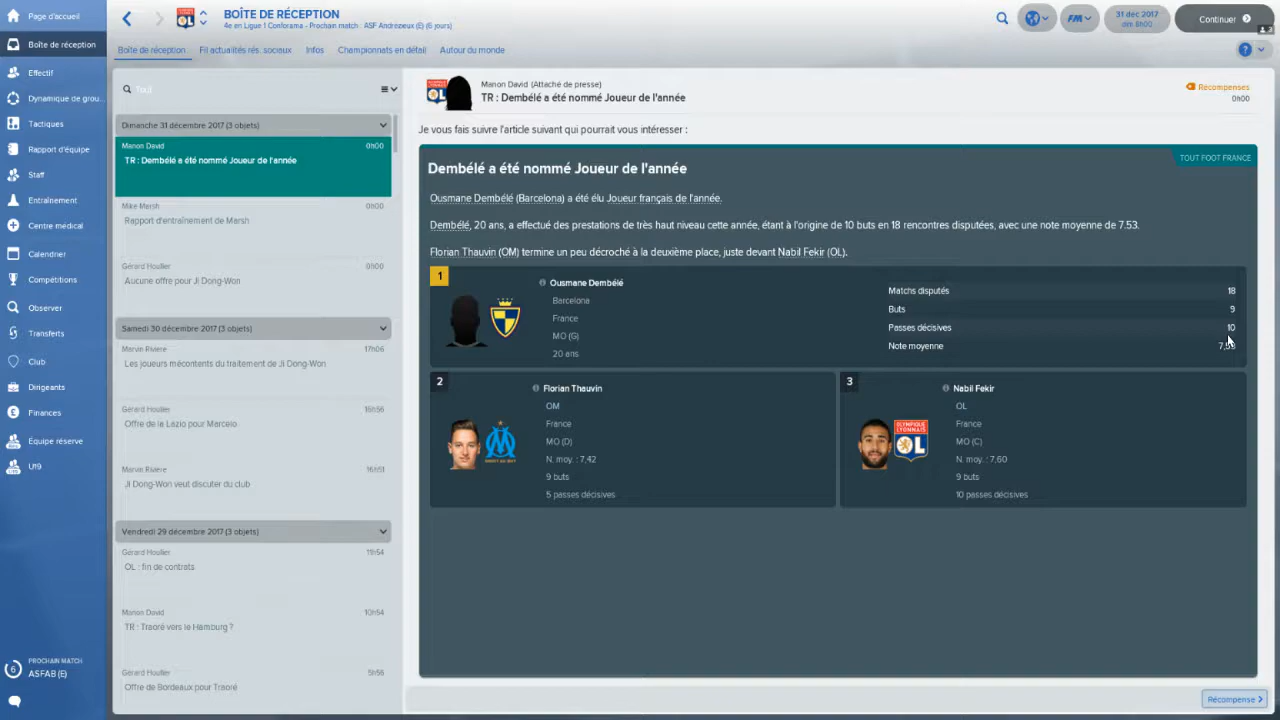 Page d'accueil
Boîte de réception
Effectif
Dynamique de grou...
Tactiques
Rapport d'équipe
Staff
Entraînement
Centre médical
Calendrier
Compétitions
Observer
Transferts
Club
Dirigeants
Finances
Équipe réserve
U19
6
PROCHAIN MATCH
ASFAB (E)
BOÎTE DE RÉCEPTION
4e en Ligue 1 Conforama - Prochain match : ASF Andrézieux (E) (6 jours)
FM
31 déc 2017
dim 0h00
Continuer
2
Boîte de réception
Fil actualités rés. sociaux
Infos
Championnats en détail
Autour du monde
?
Tout
Dimanche 31 décembre 2017 (3 objets)
Manon David 0h00
TR : Dembélé a été nommé Joueur de l'année
Mike Marsh 0h00
Rapport d'entraînement de Marsh
Gérard Houllier 0h00
Aucune offre pour Ji Dong-Won
Samedi 30 décembre 2017 (3 objets)
Marvin Riviere 17h06
Les joueurs mécontents du traitement de Ji Dong-Won
Gérard Houllier 16h56
Offre de la Lazio pour Marcelo
Marvin Riviere 16h51
Ji Dong-Won veut discuter du club
Vendredi 29 décembre 2017 (3 objets)
Gérard Houllier 11h54
OL : fin de contrats
Manon David 10h54
TR : Traoré vers le Hamburg ?
Gérard Houllier 5h56
Offre de Bordeaux pour Traoré
Manon David (Attaché de presse)
TR : Dembélé a été nommé Joueur de l'année
Récompenses
0h00
Je vous fais suivre l'article suivant qui pourrait vous intéresser :
TOUT FOOT FRANCE
Dembélé a été nommé Joueur de l'année
Ousmane Dembélé (Barcelona) a été élu Joueur français de l'année.
Dembélé, 20 ans, a effectué des prestations de très haut niveau cette année, étant à l'origine de 10 buts en 18 rencontres disputées, avec une note moyenne de 7.53.
Florian Thauvin (OM) termine un peu décroché à la deuxième place, juste devant Nabil Fekir (OL).
1
Ousmane Dembélé
Barcelona
France
MO (G)
20 ans
Matchs disputés 18
Buts 9
Passes décisives 10
Note moyenne
2
Florian Thauvin
OM
France
MO (D)
N. moy. : 7,42
9 buts
5 passes décisives
3
Nabil Fekir
OL
France
MO (C)
N. moy. : 7,60
9 buts
10 passes décisives
Récompense